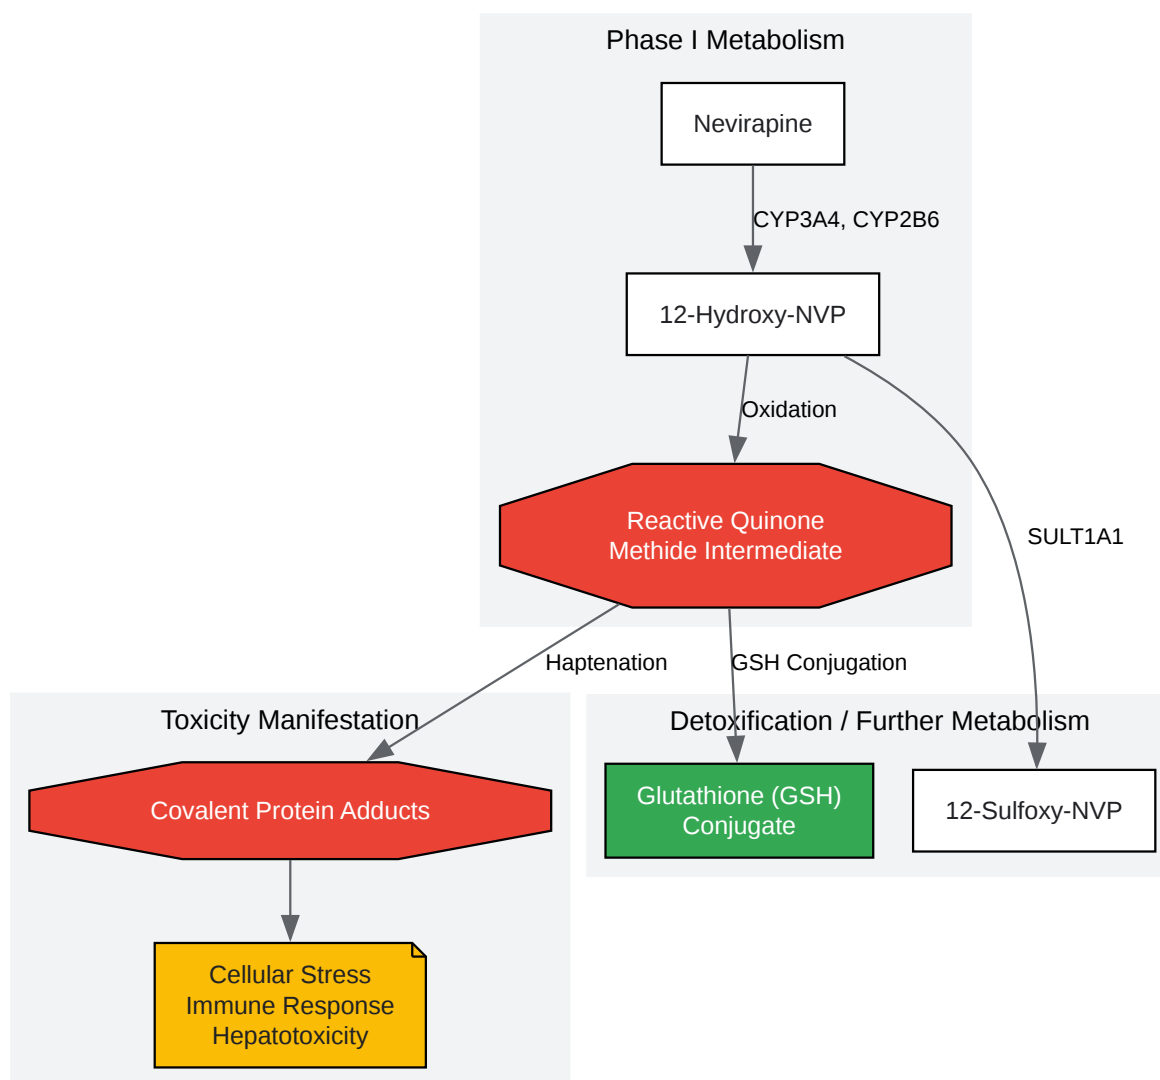 Phase I Metabolism
Nevirapine
CYP3A4, CYP2B6
12-Hydroxy-NVP
Oxidation
Reactive Quinone
Methide Intermediate
SULT1A1
Haptenation
GSH Conjugation
Toxicity Manifestation
Detoxification / Further Metabolism
Covalent Protein Adducts
Glutathione (GSH)
Conjugate
12-Sulfoxy-NVP
Cellular Stress
Immune Response
Hepatotoxicity